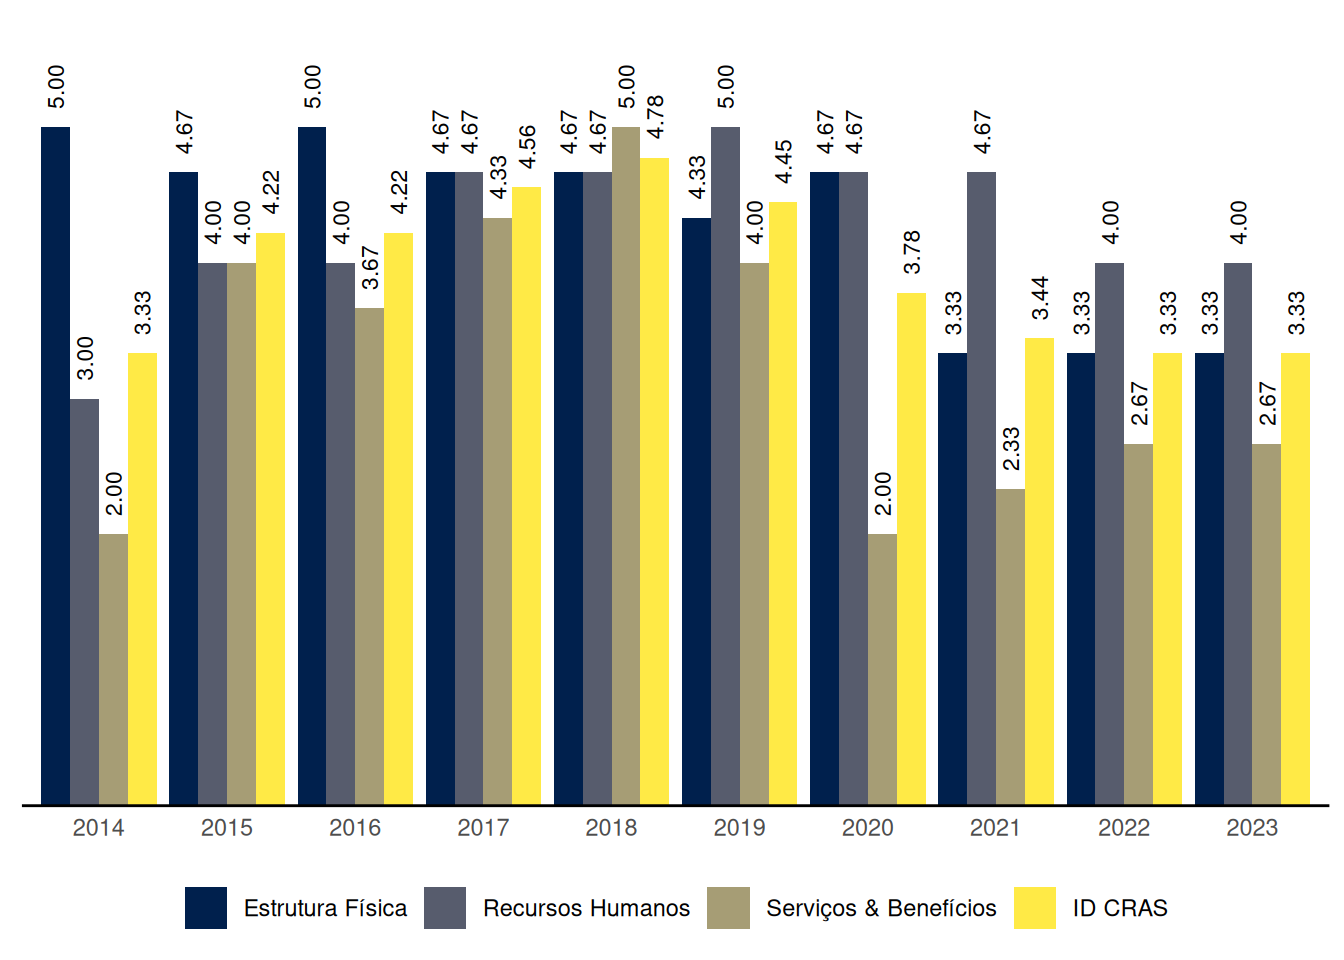 5.00 3.00 2.00 3.33
4.67 4.00 4.00 4.22
5.00 4.00 3.67 4.22
4.67 4.67 4.33 4.56
4.67 4.67 5.00 4.78
4.33 5.00 4.00 4.45
4.67 4.67 2.00 3.78
3.33 4.67 2.33 3.44
3.33 4.00 2.67 3.33
3.33 4.00 2.67 3.33
2014 2015 2016 2017 2018 2019 2020 2021 2022 2023
Estrutura Física Recursos Humanos Serviços & Benefícios ID CRAS